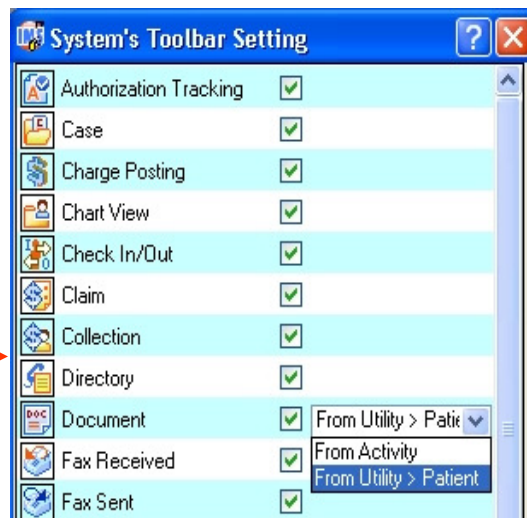 System's Toolbar Setting
Authorization Tracking
Case
Charge Posting
Chart View
Check In/Out
Claim
Collection
Directory
Document From Utility > Patie
From Activity
Fax Received
From Utility > Patient
Fax Sent